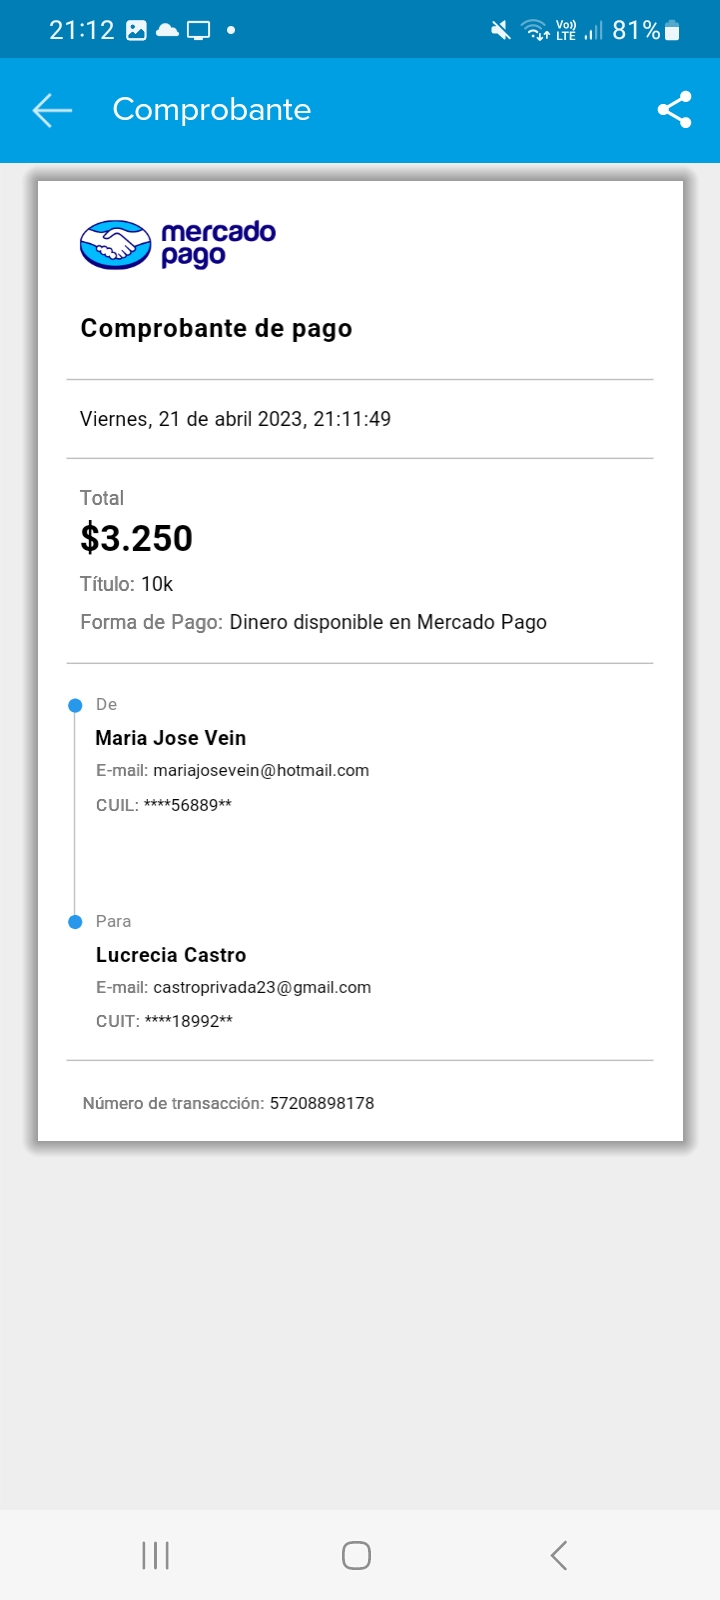 21:12 Vo)) LTE 81%
Comprobante
mercado
pago
Comprobante de pago
Viernes, 21 de abril 2023, 21:11:49
Total
$3.250
Título: 10k
Forma de Pago: Dinero disponible en Mercado Pago
De
Maria Jose Vein
E-mail: mariajosevein@hotmail.com
CUIL: ****56889**
Para
Lucrecia Castro
E-mail: castroprivada23@gmail.com
CUIT: ****18992**
Número de transacción: 57208898178